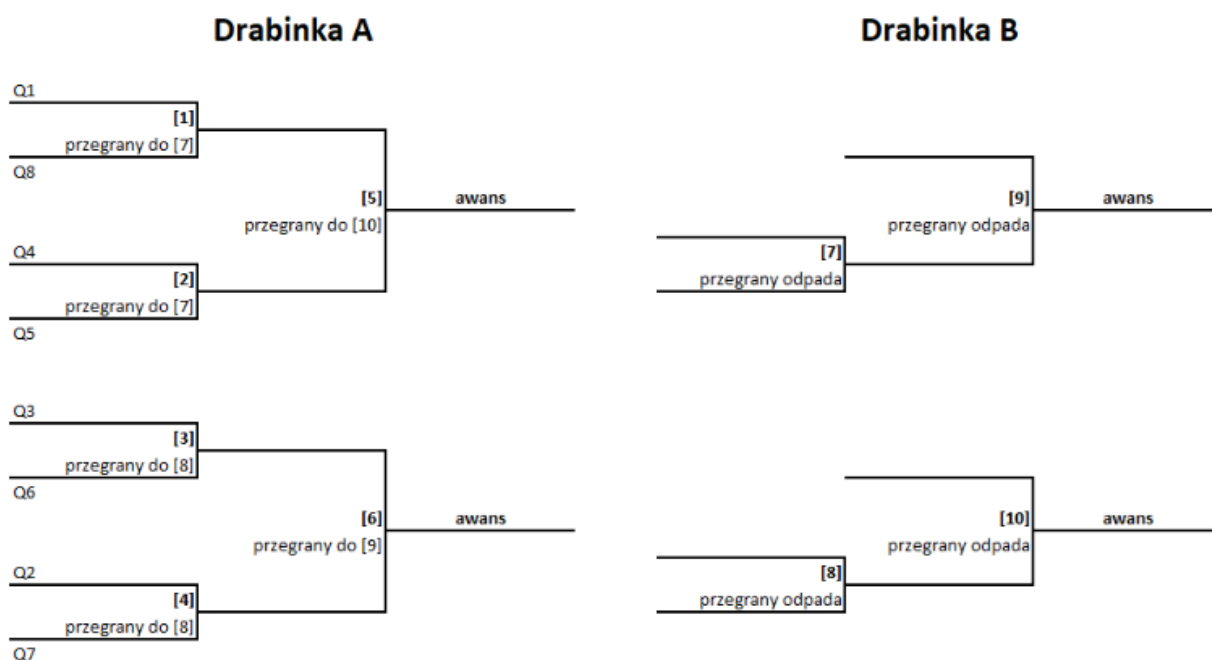 Drabinka A
Q1
[1]
przegrany do [7]
Q8
[5]
awans
przegrany do [10]
Q4
[2]
przegrany do [7]
Q5
Q3
[3]
przegrany do [8]
Q6
[6]
awans
przegrany do [9]
Q2
[4]
przegrany do [8]
Q7
Drabinka B
[9]
awans
przegrany odpada
[7]
przegrany odpada
[10]
awans
przegrany odpada
[8]
przegrany odpada